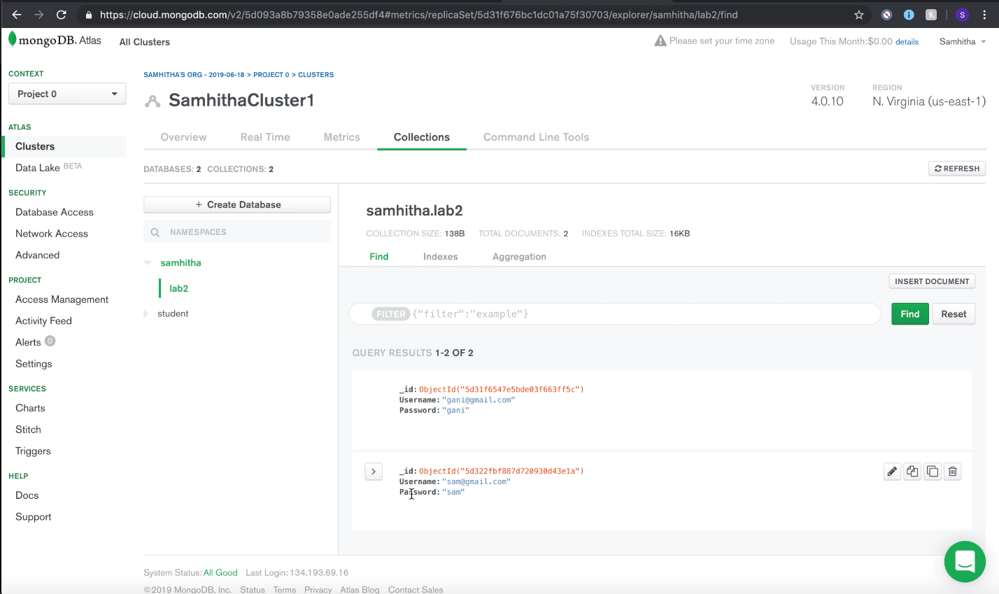 https://cloud.mongodb.com/v2/5d093a8b79358e0ade255df4#metrics/replicaSet/5d31f676bc1dc01a75f30703/explorer/samhitha/lab2/find
S
mongoDB. Atlas All Clusters
Please set your time zone Usage This Month:$0.00 details Samhitha
CONTEXT
Project 0
ATLAS
Clusters
Data Lake BETA
SECURITY
Database Access
Network Access
Advanced
PROJECT
Access Management
Activity Feed
Alerts 0
Settings
SERVICES
Charts
Stitch
Triggers
HELP
Docs
Support
SAMHITHA'S ORG - 2019-06-18 > PROJECT 0 > CLUSTERS
SamhithaCluster1
VERSION
4.0.10
REGION
N. Virginia (us-east-1)
Overview Real Time Metrics Collections Command Line Tools
DATABASES: 2 COLLECTIONS: 2
REFRESH
+ Create Database
NAMESPACES
samhitha
lab2
student
samhitha.lab2
COLLECTION SIZE: 138B TOTAL DOCUMENTS: 2 INDEXES TOTAL SIZE: 16KB
Find Indexes Aggregation
INSERT DOCUMENT
FILTER {"filter":"example"}
Find Reset
QUERY RESULTS 1-2 OF 2
_id: ObjectId("5d31f6547e5bde03f663ff5c")
Username: "gani@gmail.com"
Password: "gani"
_id: ObjectId("5d322fbf887d720930d43e1a")
Username: "sam@gmail.com"
Password: "sam"
System Status: All Good Last Login: 134.193.69.16
©2019 MongoDB, Inc. Status Terms Privacy Atlas Blog Contact Sales